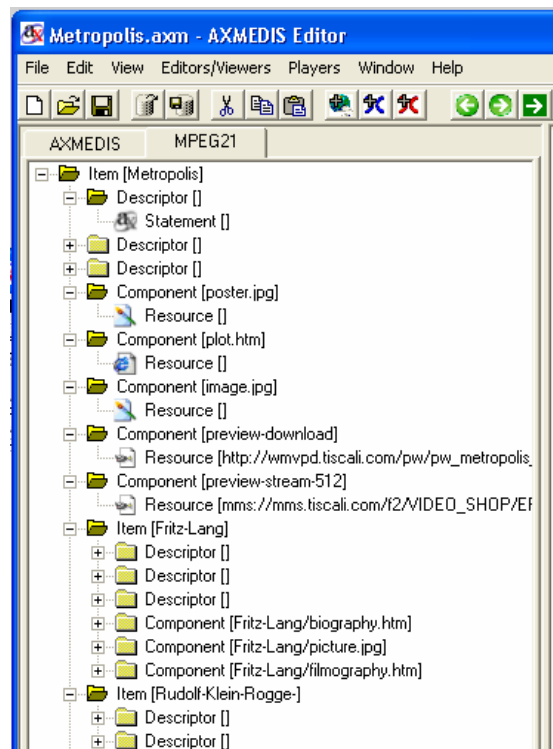 Metropolis.axm - AXMEDIS Editor
File Edit View Editors/Viewers Players Window Help
AXMEDIS MPEG21
Item [Metropolis]
Descriptor []
Statement []
Descriptor []
Descriptor []
Component [poster.jpg]
Resource []
Component [plot.htm]
Resource []
Component [image.jpg]
Resource []
Component [preview-download]
Resource [http://wmvpd.tiscali.com/pw/pw_metropolis_
Component [preview-stream-512]
Resource [mms://mms.tiscali.com/f2/VIDEO_SHOP/EF
Item [Fritz-Lang]
Descriptor []
Descriptor []
Descriptor []
Component [Fritz-Lang/biography.htm]
Component [Fritz-Lang/picture.jpg]
Component [Fritz-Lang/filmography.htm]
Item [Rudolf-Klein-Rogge-]
Descriptor []
Descriptor []